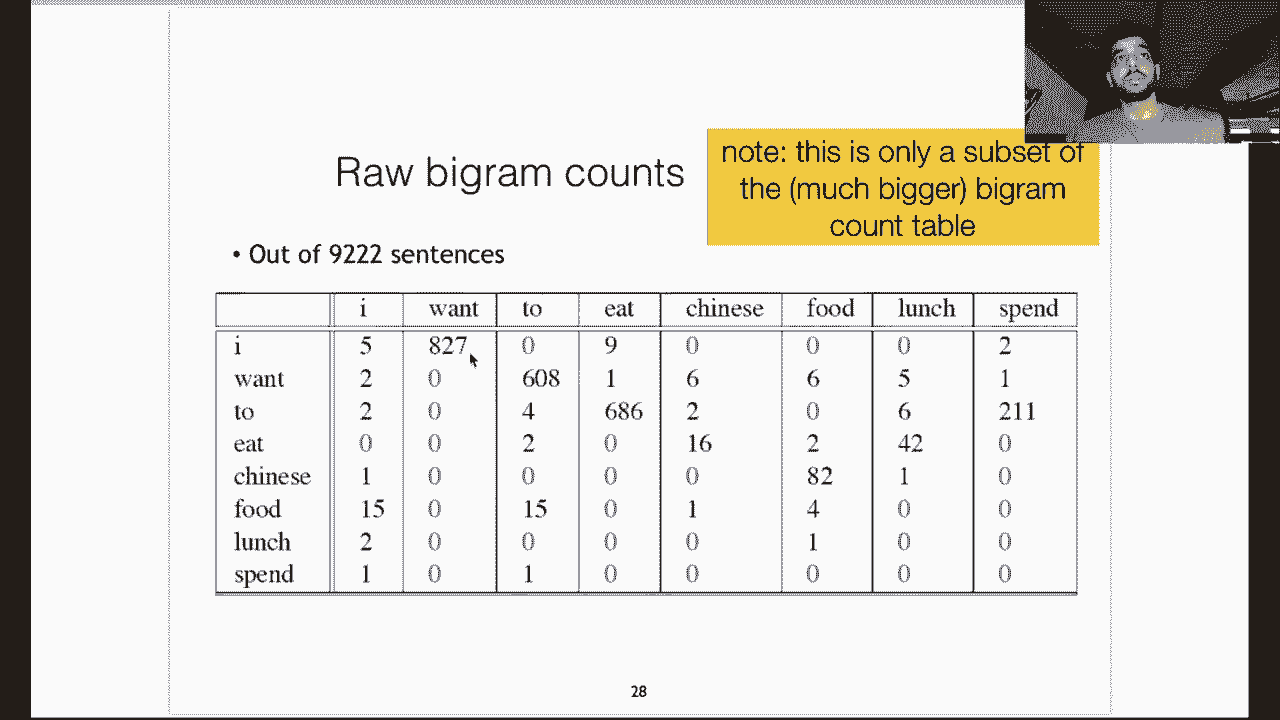 note: this is only a subset of
the (much bigger) bigram
count table
Raw bigram counts
• Out of 9222 sentences
i want to eat chinese food lunch spend
i 5 827 0 9 0 0 0 2
want 2 0 608 1 6 6 5 1
to 2 0 4 686 2 0 6 211
eat 0 0 2 0 16 2 42 0
chinese 1 0 0 0 0 82 1 0
food 15 0 15 0 1 4 0 0
lunch 2 0 0 0 0 1 0 0
spend 1 0 1 0 0 0 0 0
28